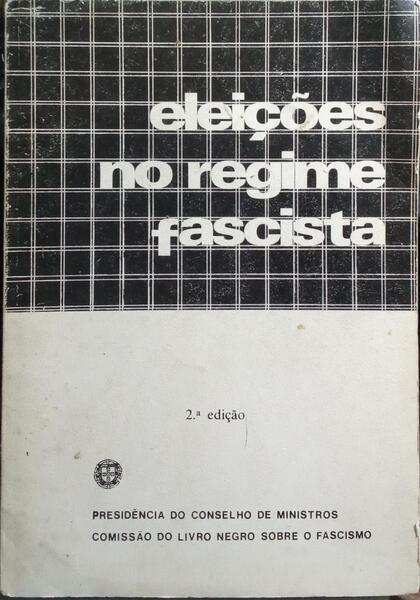 eleições
no regime
fascista
2.ª edição
PRESIDÊNCIA DO CONSELHO DE MINISTROS
COMISSÃO DO LIVRO NEGRO SOBRE O FASCISMO